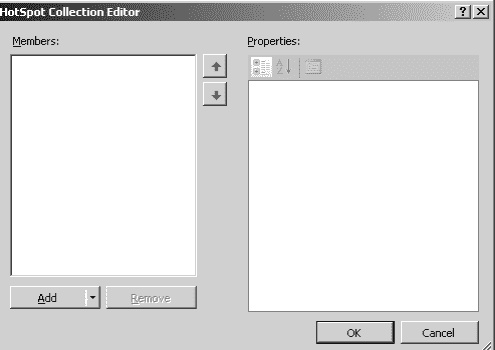 HotSpot Collection Editor
Members:
Properties:
Add
Remove
OK
Cancel